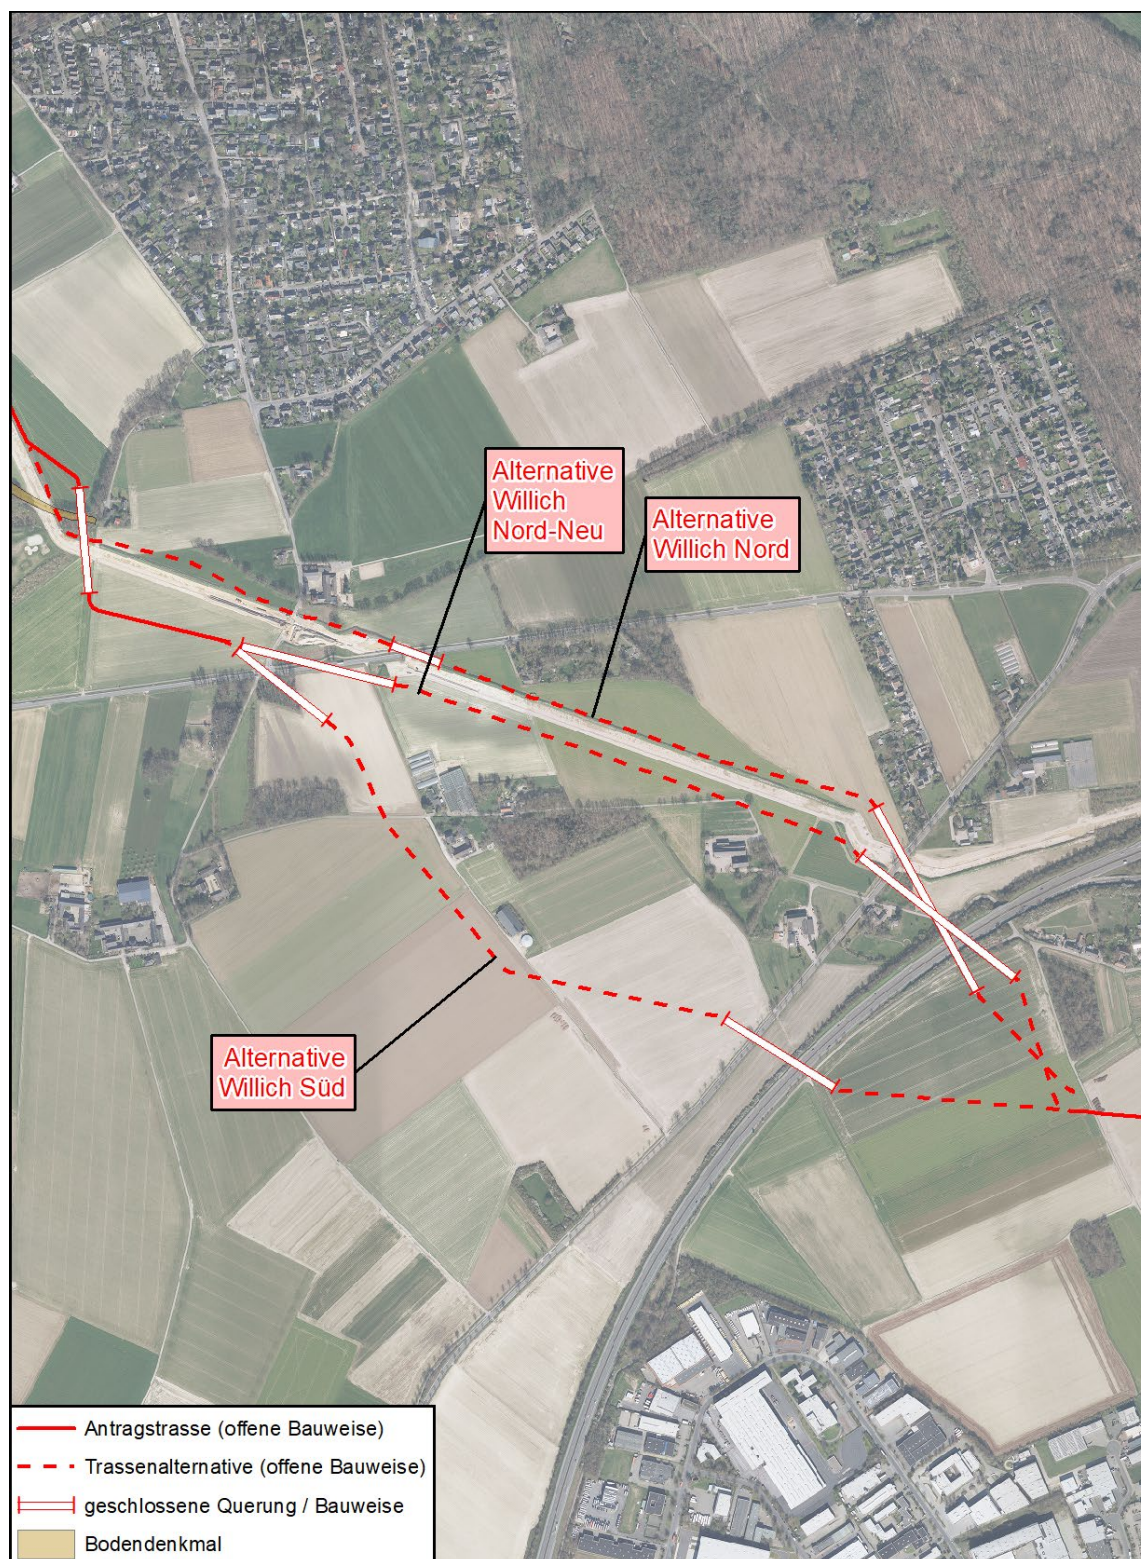 Alternative
Willich
Nord-Neu
Alternative
Willich Nord
Alternative
Willich Süd
Antragstrasse (offene Bauweise)
Trassenalternative (offene Bauweise)
geschlossene Querung / Bauweise
Bodendenkmal